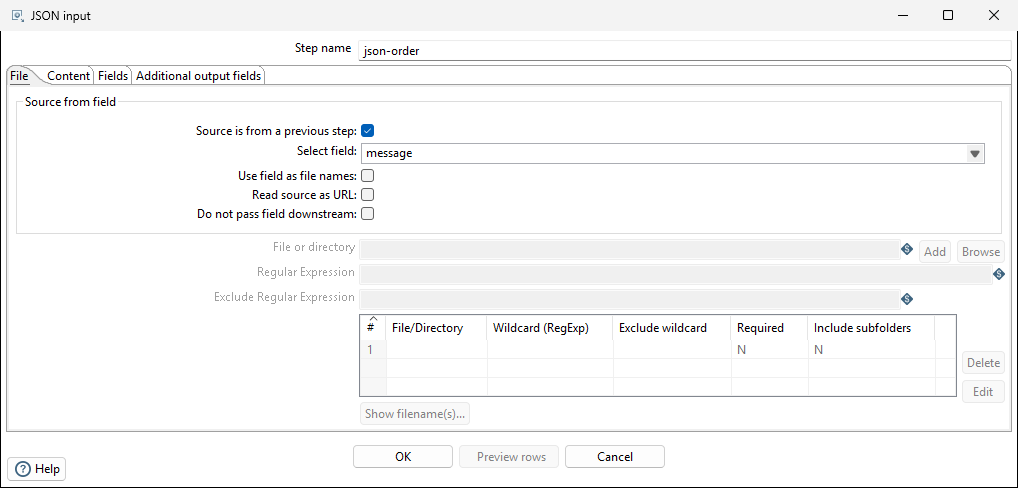 JSON input
Step name json-order
File Content Fields Additional output fields
Source from field
Source is from a previous step:
Select field: message
Use field as file names:
Read source as URL:
Do not pass field downstream:
File or directory S Add Browse
Regular Expression S
Exclude Regular Expression S
# File/Directory Wildcard (RegExp) Exclude wildcard Required Include subfolders
1 N N
Delete
Edit
Show filename(s)...
OK Preview rows Cancel
? Help